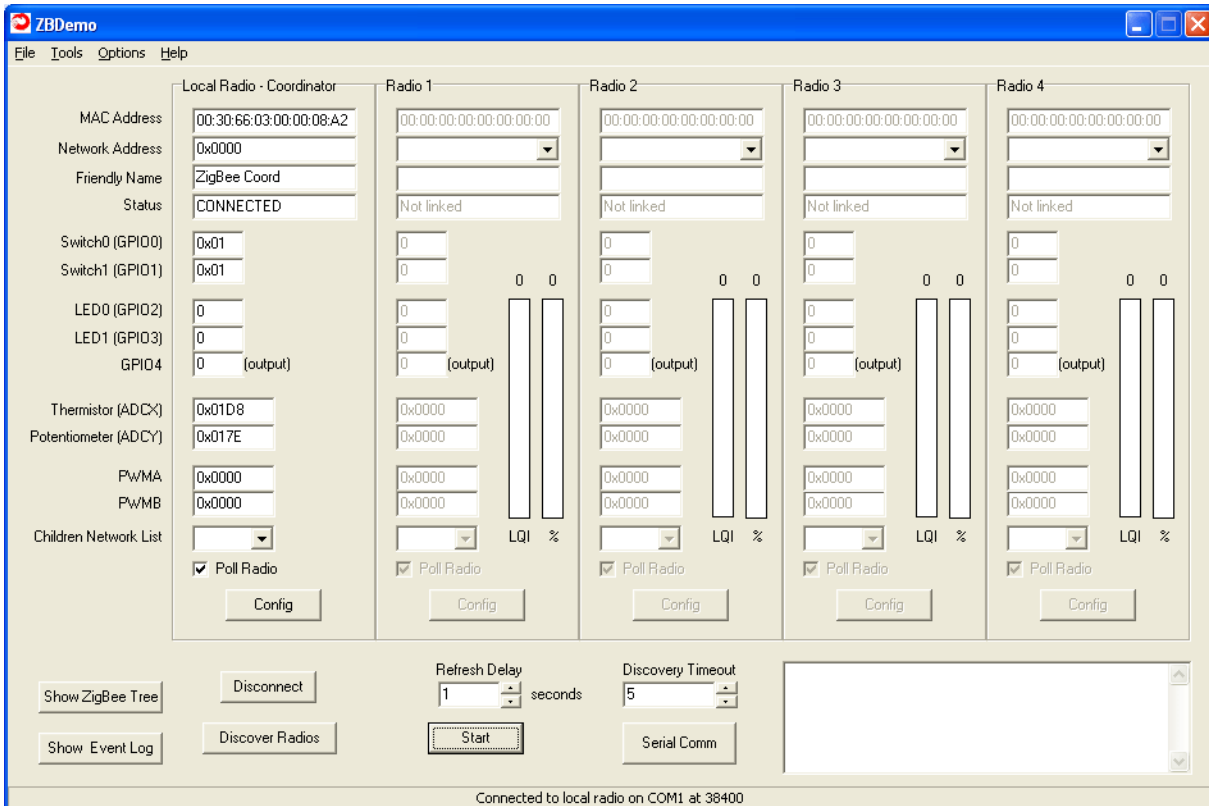 ZBDemo
File Tools Options Help
Local Radio - Coordinator Radio 1 Radio 2 Radio 3 Radio 4
MAC Address 00:30:66:03:00:00:08:A2 00:00:00:00:00:00:00:00 00:00:00:00:00:00:00:00 00:00:00:00:00:00:00:00 00:00:00:00:00:00:00:00
Network Address 0x0000
Friendly Name ZigBee Coord
Status CONNECTED Not linked Not linked Not linked Not linked
Switch0 (GPIO0) 0x01 0 0 0 0
Switch1 (GPIO1) 0x01 0 0 0 0
0 0 0 0 0 0 0 0
LED0 (GPIO2) 0 0 0 0 0
LED1 (GPIO3) 0 0 0 0 0
GPIO4 0 (output) 0 (output) 0 (output) 0 (output) 0 (output)
Thermistor (ADCX) 0x01D8 0x0000 0x0000 0x0000 0x0000
Potentiometer (ADCY) 0x017E 0x0000 0x0000 0x0000 0x0000
PWMA 0x0000 0x0000 0x0000 0x0000 0x0000
PWMB 0x0000 0x0000 0x0000 0x0000 0x0000
Children Network List LQI % LQI % LQI % LQI %
Poll Radio Poll Radio Poll Radio Poll Radio Poll Radio
Config Config Config Config Config
Refresh Delay Discovery Timeout
Show ZigBee Tree Disconnect 1 seconds 5
Show Event Log Discover Radios Start Serial Comm
Connected to local radio on COM1 at 38400